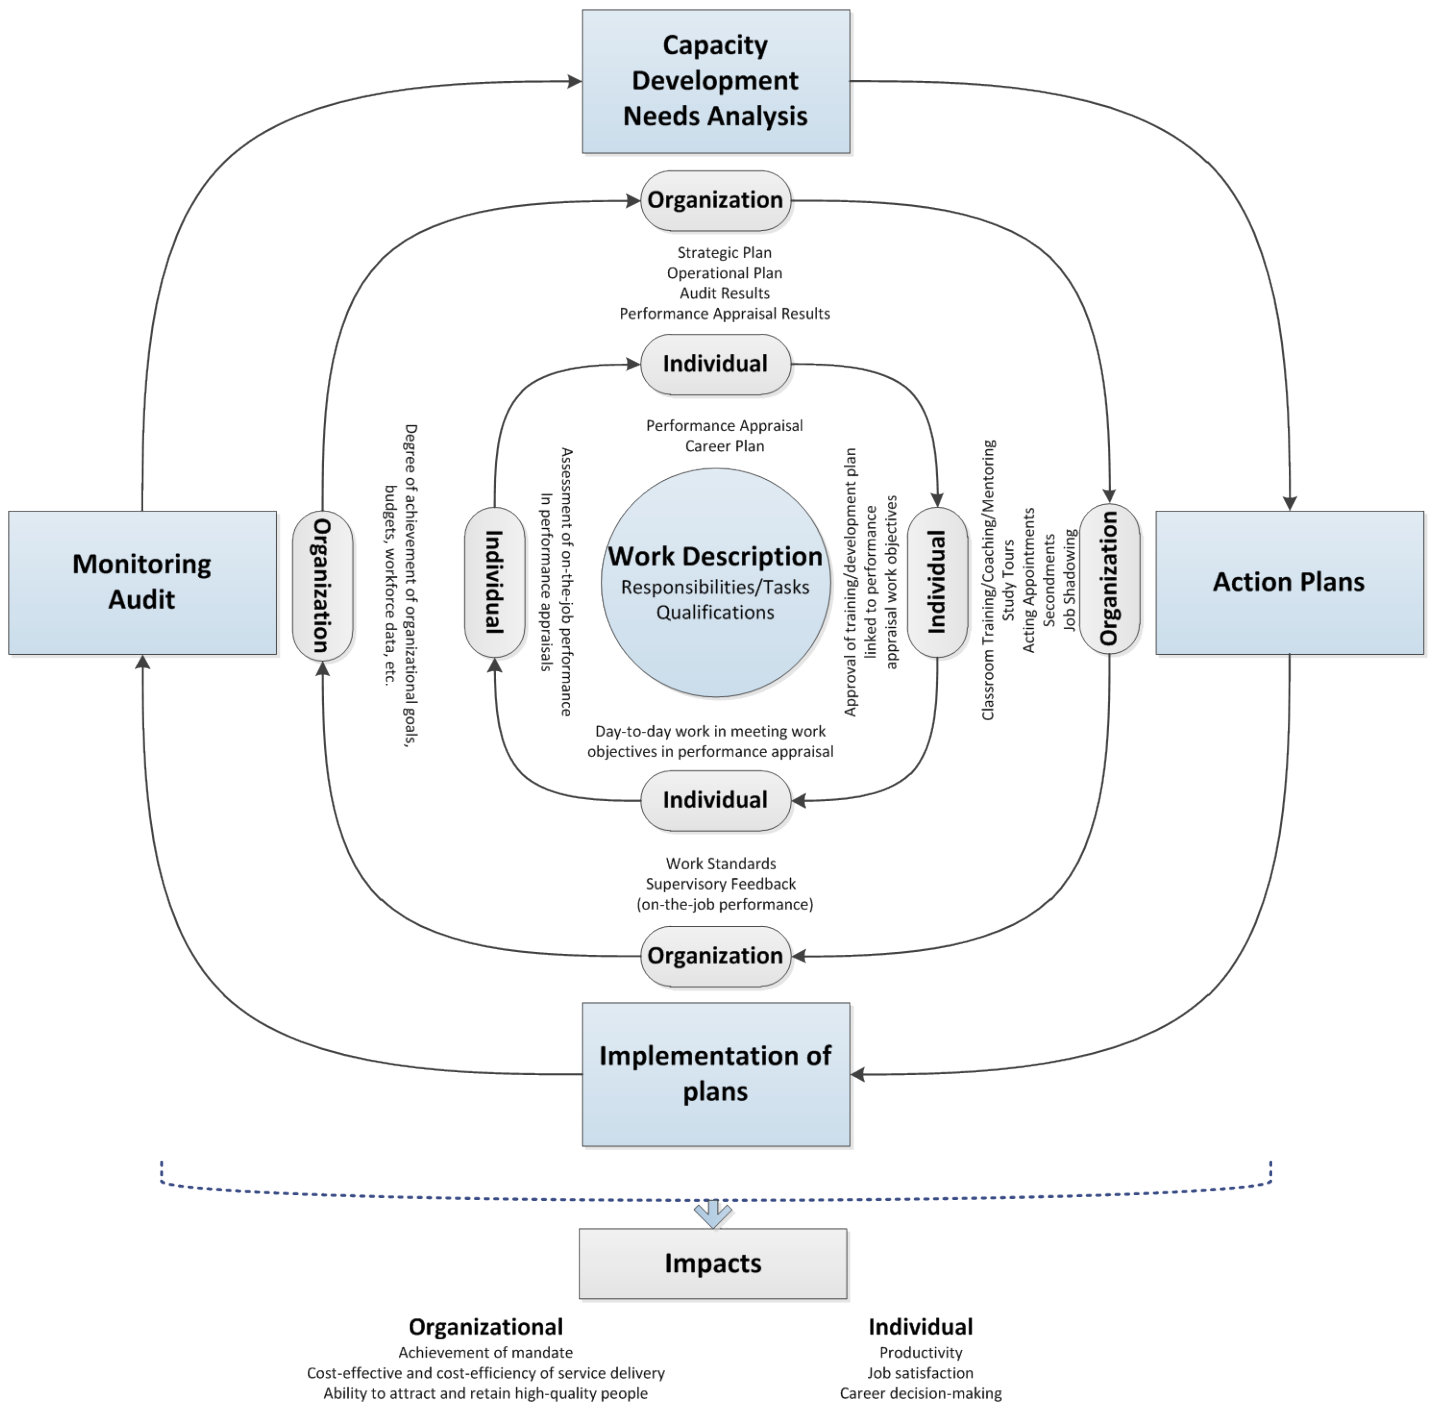 Capacity
Development
Needs Analysis
Organization
Strategic Plan
Operational Plan
Audit Results
Performance Appraisal Results
Individual
Performance Appraisal
Career Plan
Monitoring
Audit
Organization
Degree of achievement of organizational goals,
budgets, workforce data, etc.
Individual
Assessment of on-the-job performance
In performance appraisals
Work Description
Responsibilities/Tasks
Qualifications
Approval of training/development plan
linked to performance
appraisal work objectives
Individual
Classroom Training/Coaching/Mentoring
Study Tours
Acting Appointments
Secondments
Job Shadowing
Organization
Action Plans
Day-to-day work in meeting work
objectives in performance appraisal
Individual
Work Standards
Supervisory Feedback
(on-the-job performance)
Organization
Implementation of
plans
Impacts
Organizational
Achievement of mandate
Cost-effective and cost-efficiency of service delivery
Ability to attract and retain high-quality people
Individual
Productivity
Job satisfaction
Career decision-making